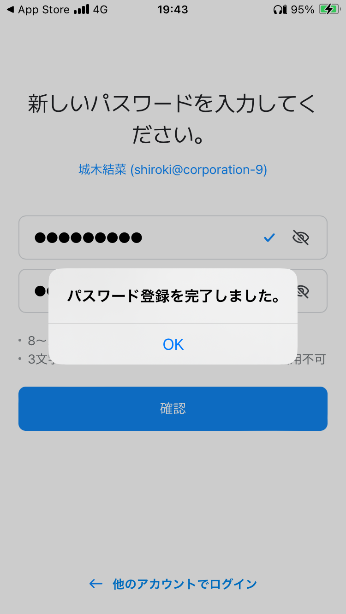 App Store 4G 19:43 95%
新しいパスワードを入力してく
ださい。
城木結菜 (shiroki@corporation-9)
パスワード登録を完了しました。
OK
8〜
3文字
用不可
確認
← 他のアカウントでログイン